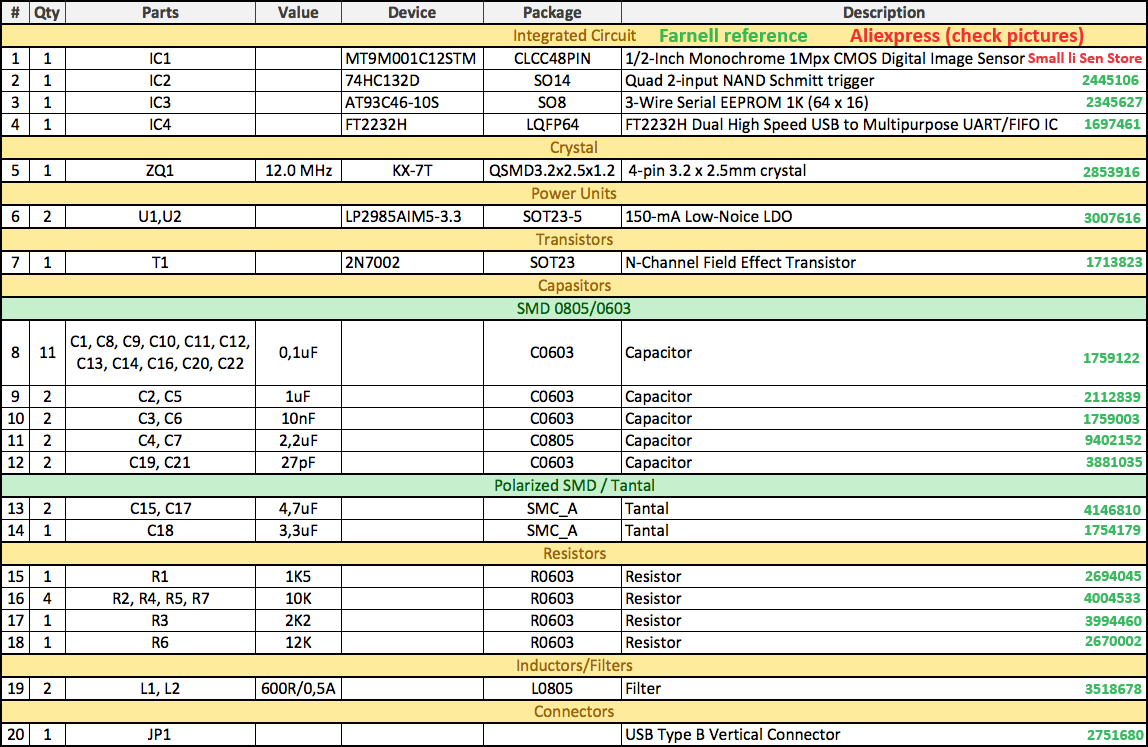 # Qty Parts Value Device Package Description
Integrated Circuit Farnell reference Aliexpress (check pictures)
1 1 IC1 MT9M001C12STM CLCC48PIN 1/2-Inch Monochrome 1Mpx CMOS Digital Image Sensor Small li Sen Store
2 1 IC2 74HC132D SO14 Quad 2-input NAND Schmitt trigger 2445106
3 1 IC3 AT93C46-10S SO8 3-Wire Serial EEPROM 1K (64 x 16) 2345627
4 1 IC4 FT2232H LQFP64 FT2232H Dual High Speed USB to Multipurpose UART/FIFO IC 1697461
Crystal
5 1 ZQ1 12.0 MHz KX-7T QSMD3.2x2.5x1.2 4-pin 3.2 x 2.5mm crystal 2853916
Power Units
6 2 U1,U2 LP2985AIM5-3.3 SOT23-5 150-mA Low-Noice LDO 3007616
Transistors
7 1 T1 2N7002 SOT23 N-Channel Field Effect Transistor 1713823
Capasitors
SMD 0805/0603
8 11 C1, C8, C9, C10, C11, C12, C13, C14, C16, C20, C22 0,1uF C0603 Capacitor 1759122
9 2 C2, C5 1uF C0603 Capacitor 2112839
10 2 C3, C6 10nF C0603 Capacitor 1759003
11 2 C4, C7 2,2uF C0805 Capacitor 9402152
12 2 C19, C21 27pF C0603 Capacitor 3881035
Polarized SMD / Tantal
13 2 C15, C17 4,7uF SMC_A Tantal 4146810
14 1 C18 3,3uF SMC_A Tantal 1754179
Resistors
15 1 R1 1K5 R0603 Resistor 2694045
16 4 R2, R4, R5, R7 10K R0603 Resistor 4004533
17 1 R3 2K2 R0603 Resistor 3994460
18 1 R6 12K R0603 Resistor 2670002
Inductors/Filters
19 2 L1, L2 600R/0,5A L0805 Filter 3518678
Connectors
20 1 JP1 USB Type B Vertical Connector 2751680